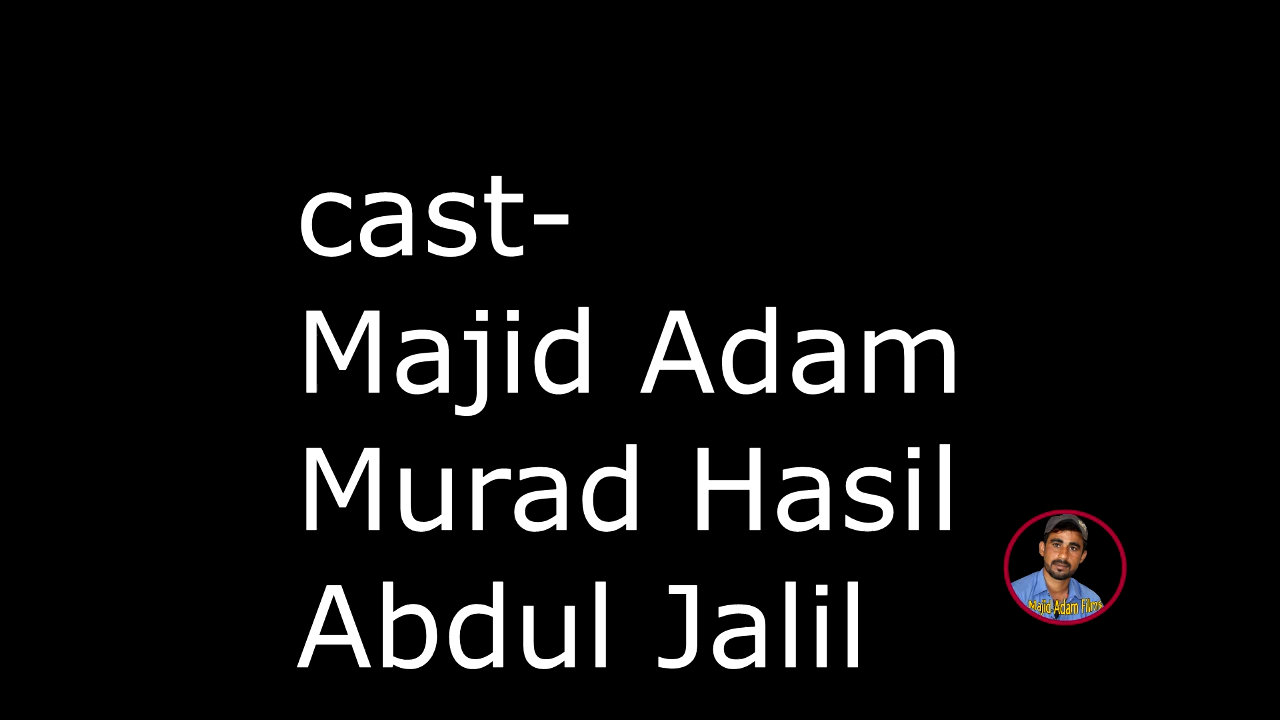 cast-
Majid Adam
Murad Hasil
Abdul Jalil
Majid Adam Films